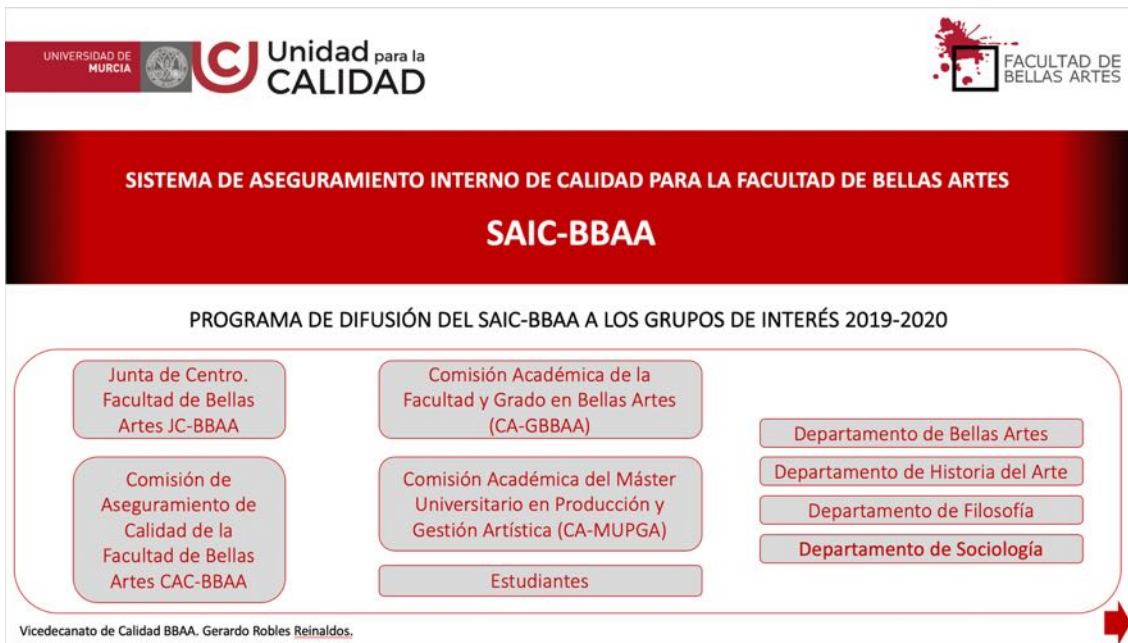 UNIVERSIDAD DE
MURCIA
Unidad para la
CALIDAD
FACULTAD DE
BELLAS ARTES
SISTEMA DE ASEGURAMIENTO INTERNO DE CALIDAD PARA LA FACULTAD DE BELLAS ARTES
SAIC-BBAA
PROGRAMA DE DIFUSIÓN DEL SAIC-BBAA A LOS GRUPOS DE INTERÉS 2019-2020
Junta de Centro.
Facultad de Bellas
Artes JC-BBAA
Comisión de
Aseguramiento de
Calidad de la
Facultad de Bellas
Artes CAC-BBAA
Comisión Académica de la
Facultad y Grado en Bellas Artes
(CA-GBBAA)
Comisión Académica del Máster
Universitario en Producción y
Gestión Artística (CA-MUPGA)
Estudiantes
Departamento de Bellas Artes
Departamento de Historia del Arte
Departamento de Filosofía
Departamento de Sociología
Vicedecanato de Calidad BBAA. Gerardo Robles Reinaldos.